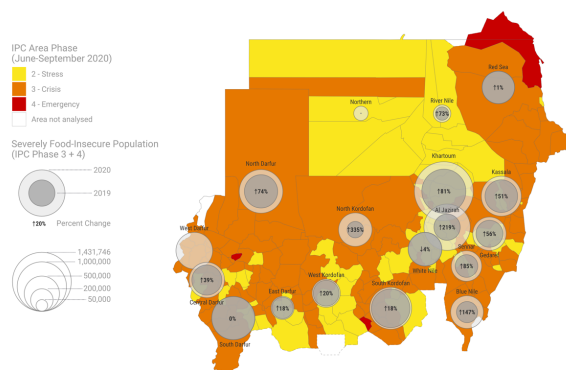 IPC Area Phase
(June-September 2020)
2 - Stress
3 - Crisis
4 - Emergency
Area not analysed
Severely Food-Insecure Population
(IPC Phase 3 + 4)
2020
2019
↑20% Percent Change
1,431,746
1,000,000
500,000
200,000
50,000
Red Sea
↑1%
Northern
River Nile
↑73%
Khartoum
↑81%
Kassala
↑51%
North Darfur
↑74%
North Kordofan
↑335%
Al Jazirah
↑219%
Gedaref
↑56%
West Darfur
White Nile
↓4%
Sennar
↑85%
Central Darfur
↑39%
East Darfur
↑18%
West Kordofan
↑20%
South Kordofan
↑18%
Blue Nile
↑147%
0%
South Darfur